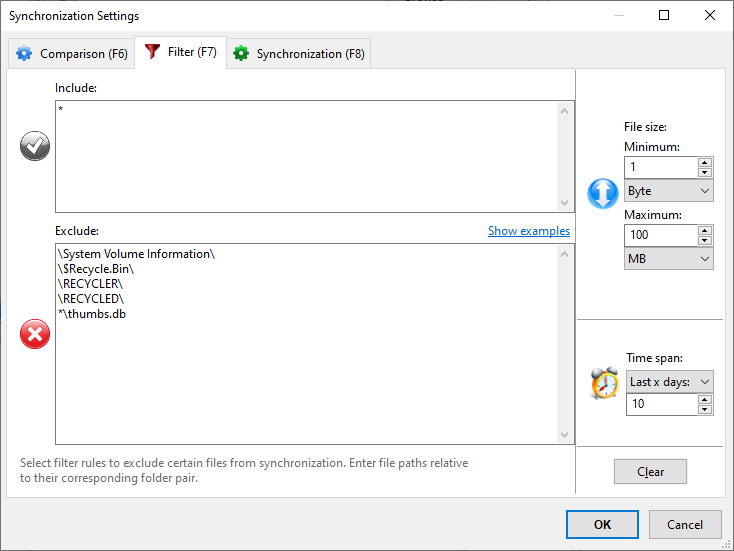 Synchronization Settings
Comparison (F6)
Filter (F7)
Synchronization (F8)
Include:
*
Exclude:
Show examples
\System Volume Information\
\$Recycle.Bin\
\RECYCLER\
\RECYCLED\
*\thumbs.db
Select filter rules to exclude certain files from synchronization. Enter file paths relative
to their corresponding folder pair.
File size:
Minimum:
1
Byte
Maximum:
100
MB
Time span:
Last x days:
10
Clear
OK
Cancel